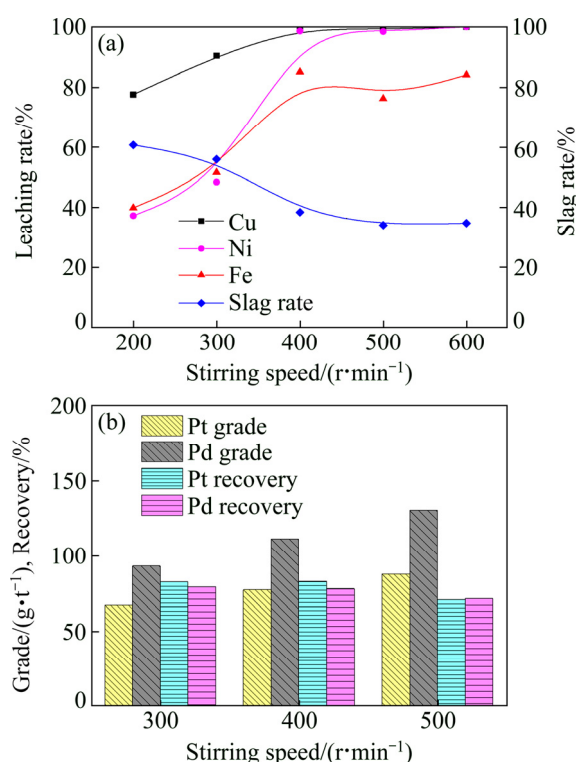 (a)
100
80
60
40
20
0
Leaching rate/%
Cu
Ni
Fe
Slag rate
100
80
60
40
20
0
Slag rate/%
200 300 400 500 600
Stirring speed/(r·min⁻¹)
(b)
200
150
100
50
0
Grade/(g·t⁻¹), Recovery/%
Pt grade
Pd grade
Pt recovery
Pd recovery
300 400 500
Stirring speed/(r·min⁻¹)